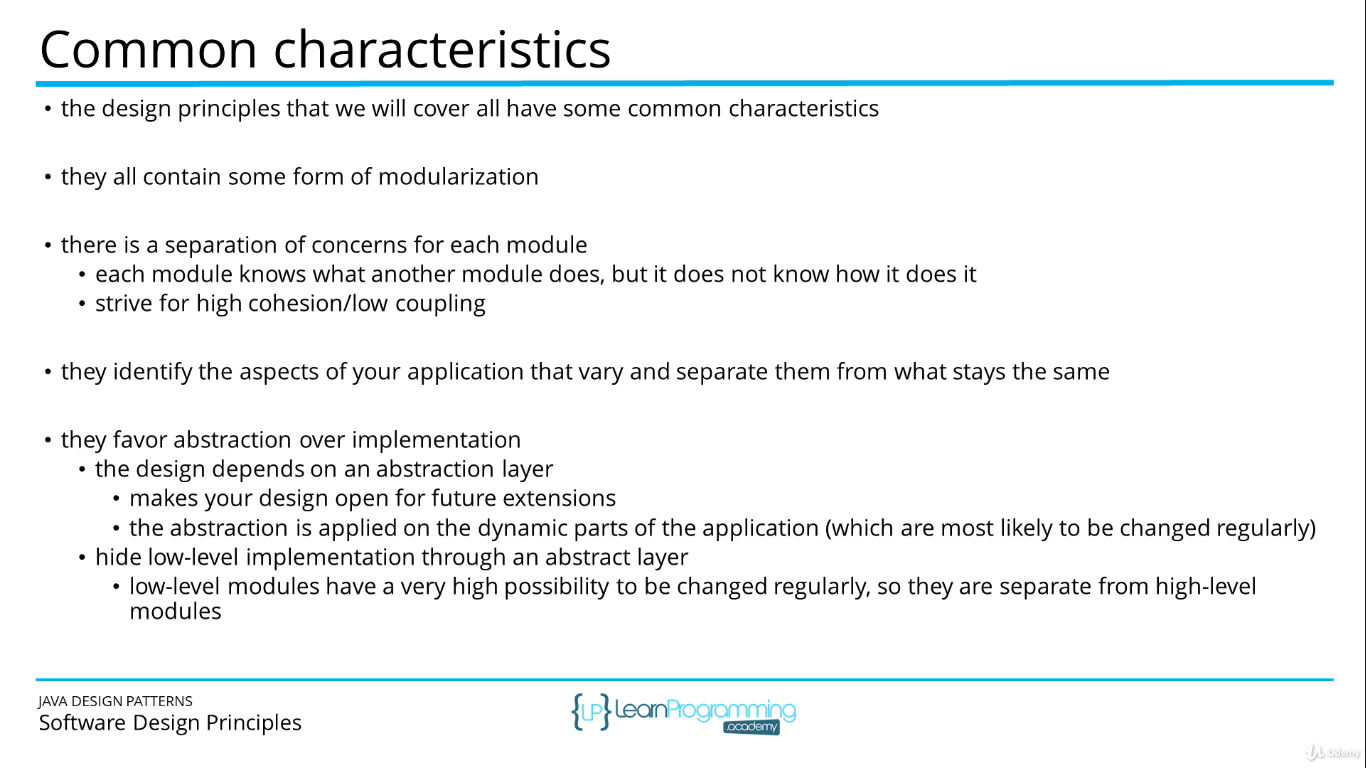 Common characteristics
• the design principles that we will cover all have some common characteristics
• they all contain some form of modularization
• there is a separation of concerns for each module
• each module knows what another module does, but it does not know how it does it
• strive for high cohesion/low coupling
• they identify the aspects of your application that vary and separate them from what stays the same
• they favor abstraction over implementation
• the design depends on an abstraction layer
• makes your design open for future extensions
• the abstraction is applied on the dynamic parts of the application (which are most likely to be changed regularly)
• hide low-level implementation through an abstract layer
• low-level modules have a very high possibility to be changed regularly, so they are separate from high-level
modules
JAVA DESIGN PATTERNS
Software Design Principles
{LP} LearnProgramming
.academy
Udemy